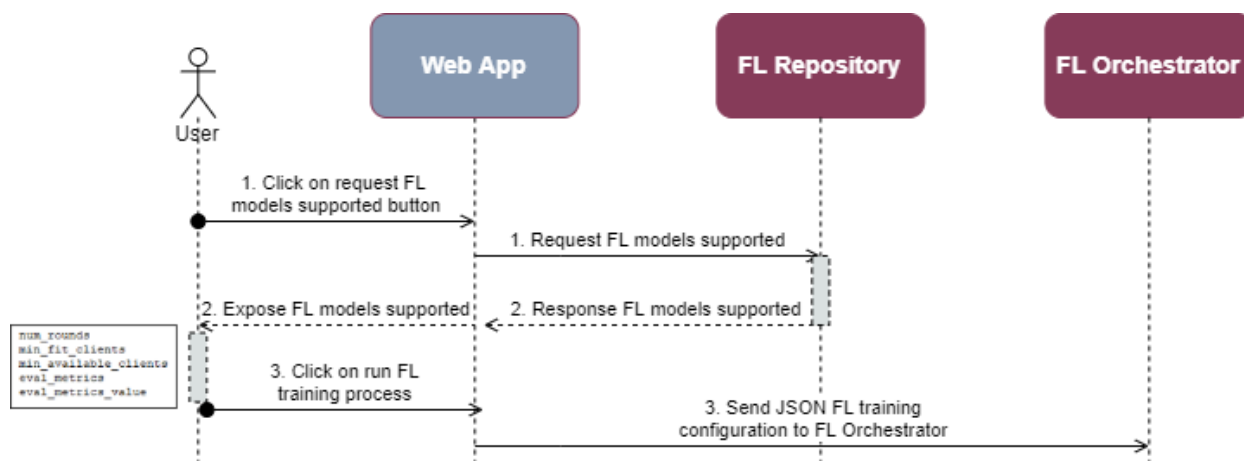 Web App
FL Repository
FL Orchestrator
User
1. Click on request FL
models supported button
1. Request FL models supported
2. Expose FL models supported
2. Response FL models supported
num_rounds
min_fit_clients
min_available_clients
eval_metrics
eval_metrics_value
3. Click on run FL
training process
3. Send JSON FL training
configuration to FL Orchestrator